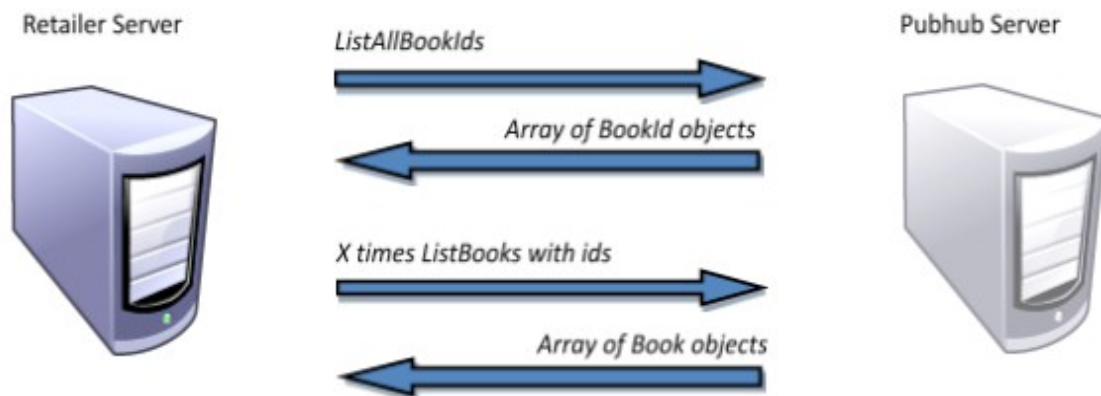 Retailer Server
Pubhub Server
ListAllBookIds
Array of BookId objects
X times ListBooks with ids
Array of Book objects